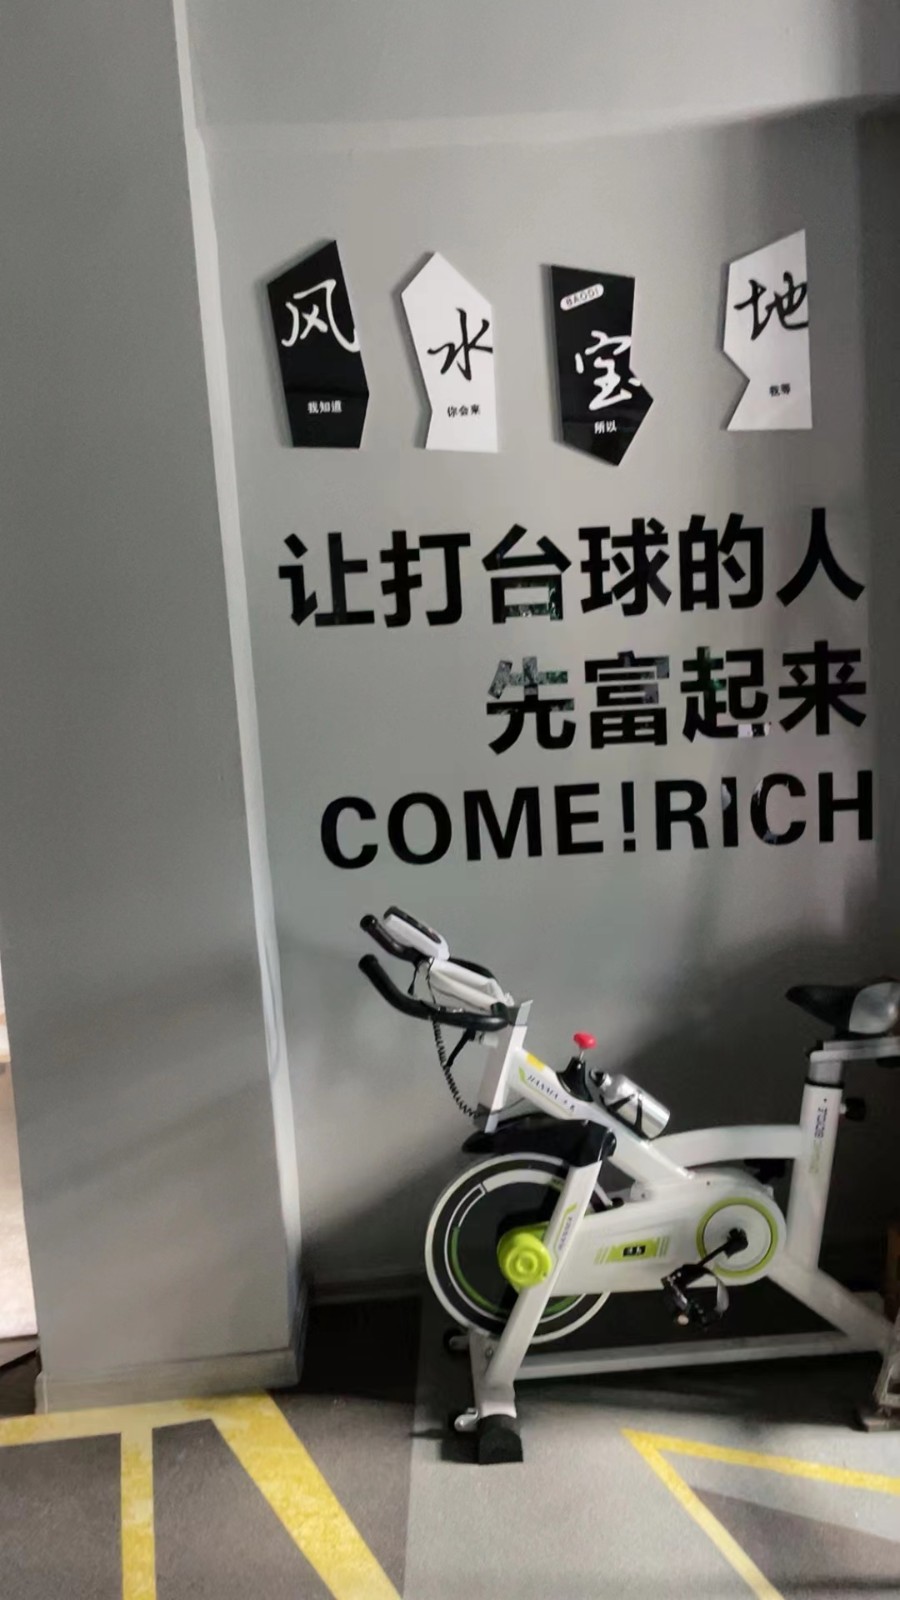 风
我知道
水
你会来
BAODI
宝
所以
地
我等
让打台球的人
先富起来
COME!RICH